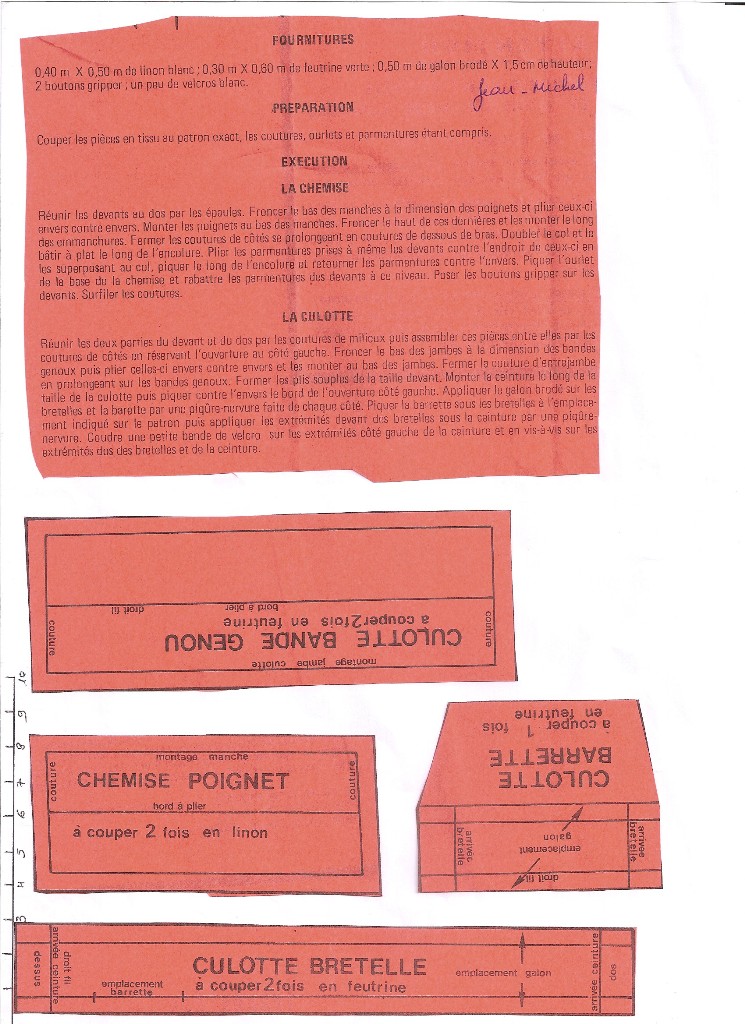 FOURNITURES
0,40 m X 0,50 m de linon blanc ; 0,30 m X 0,60 m de feutrine verte ; 0,50 m de galon brodé X 1,5 cm de hauteur ;
2 boutons gripper ; un peu de velcros blanc.
Jean-Michel
PREPARATION
Couper les pièces en tissu au patron exact, les coutures, ourlets et parmentures étant compris.
EXECUTION
LA CHEMISE
Réunir les devants au dos par les épaules. Froncer le bas des manches à la dimension des poignets et plier ceux-ci
envers contre envers. Monter les poignets au bas des manches. Froncer le haut de ces dernières et les monter le long
des emmanchures. Fermer les coutures de côtés se prolongeant en coutures de dessous de bras. Doubler le col et le
bâtir à plat le long de l'encolure. Plier les parmentures prises à même les devants contre l'endroit de ceux-ci en
les superposant au col, piquer le long de l'encolure et retourner les parmentures contre l'envers. Piquer l'ourlet
de la base de la chemise et rabattre les parmentures des devants à ce niveau. Poser les boutons gripper sur les
devants. Surfiler les coutures.
LA CULOTTE
Réunir les deux parties du devant et du dos par les coutures de milieux puis assembler ces pièces entre elles par les
coutures de côtés en réservant l'ouverture au côté gauche. Froncer le bas des jambes à la dimension des bandes
genoux puis plier celles-ci envers contre envers et les monter au bas des jambes. Fermer la couture d'entrejambe
en prolongeant sur les bandes genoux. Former les plis souples de la taille devant. Monter la ceinture le long de la
taille de la culotte puis piquer contre l'envers le bord de l'ouverture côté gauche. Appliquer le galon brodé sur les
bretelles et la barette par une piqûre-nervure faite de chaque côté. Piquer la barrette sous les bretelles à l'emplace-
ment indiqué sur le patron puis appliquer les extrémités devant des bretelles sous la ceinture par une piqûre-
nervure. Coudre une petite bande de velcro sur les extrémités côté gauche de la ceinture et en vis-à-vis sur les
extrémités dos des bretelles et de la ceinture.
montage jambe culotte
CULOTTE BANDE GENOU
à couper 2 fois en feutrine
bord à plier
droit fil
couture
couture
10
9
8
7
6
5
4
3
montage manche
couture
CHEMISE POIGNET
couture
bord à plier
à couper 2 fois en linon
droit fil
emplacement
galon
arrivée
bretelle
arrivée
bretelle
CULOTTE
BARRETTE
à couper 1 fois
en feutrine
dessus
arrivée ceinture
droit fil
CULOTTE BRETELLE
à couper 2 fois en feutrine
emplacement
barrette
emplacement galon
arrivée ceinture
dos